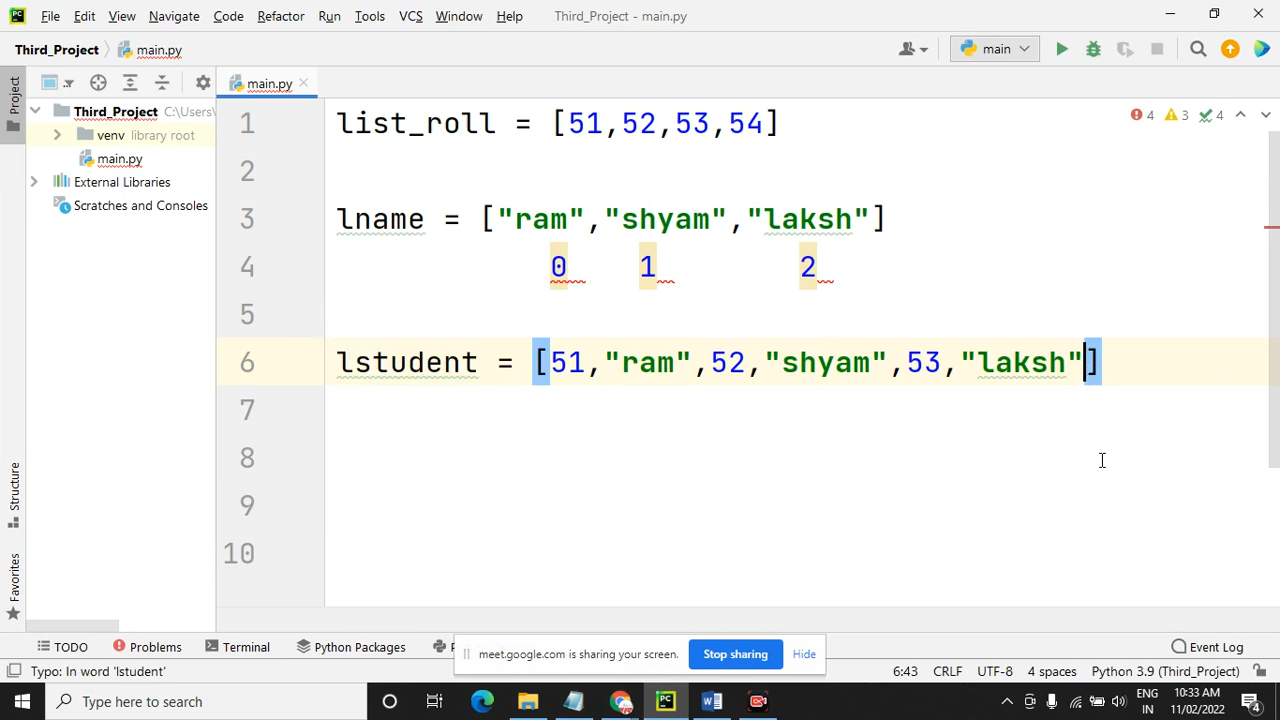 PC File Edit View Navigate Code Refactor Run Tools VCS Window Help Third_Project - main.py
Third_Project main.py main
Project main.py
Third_Project C:\Users\
venv library root
main.py
External Libraries
Scratches and Consoles
4 3 4
1 list_roll = [51,52,53,54]
2
3 lname = ["ram","shyam","laksh"]
4 0 1 2
5
6 lstudent = [51,"ram",52,"shyam",53,"laksh"]
7
8
9
10
Structure
Favorites
TODO Problems Terminal Python Packages Event Log
meet.google.com is sharing your screen. Stop sharing Hide
Typo: In word 'lstudent' 6:43 CRLF UTF-8 4 spaces Python 3.9 (Third_Project)
Type here to search PC W ENG 10:33 AM
IN 11/02/2022 4